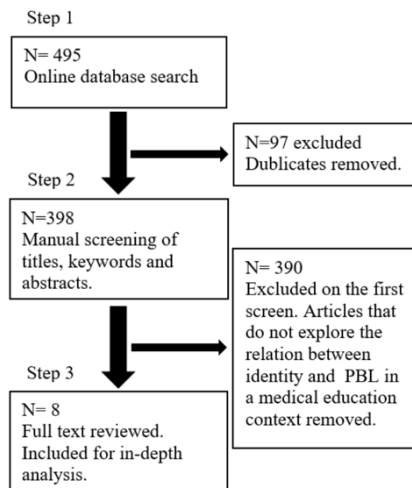 Step 1
N= 495
Online database search
N=97 excluded
Dublicates removed.
Step 2
N=398
Manual screening of
titles, keywords and
abstracts.
N= 390
Excluded on the first
screen. Articles that
do not explore the
relation between
identity and PBL in
a medical education
context removed.
Step 3
N= 8
Full text reviewed.
Included for in-depth
analysis.